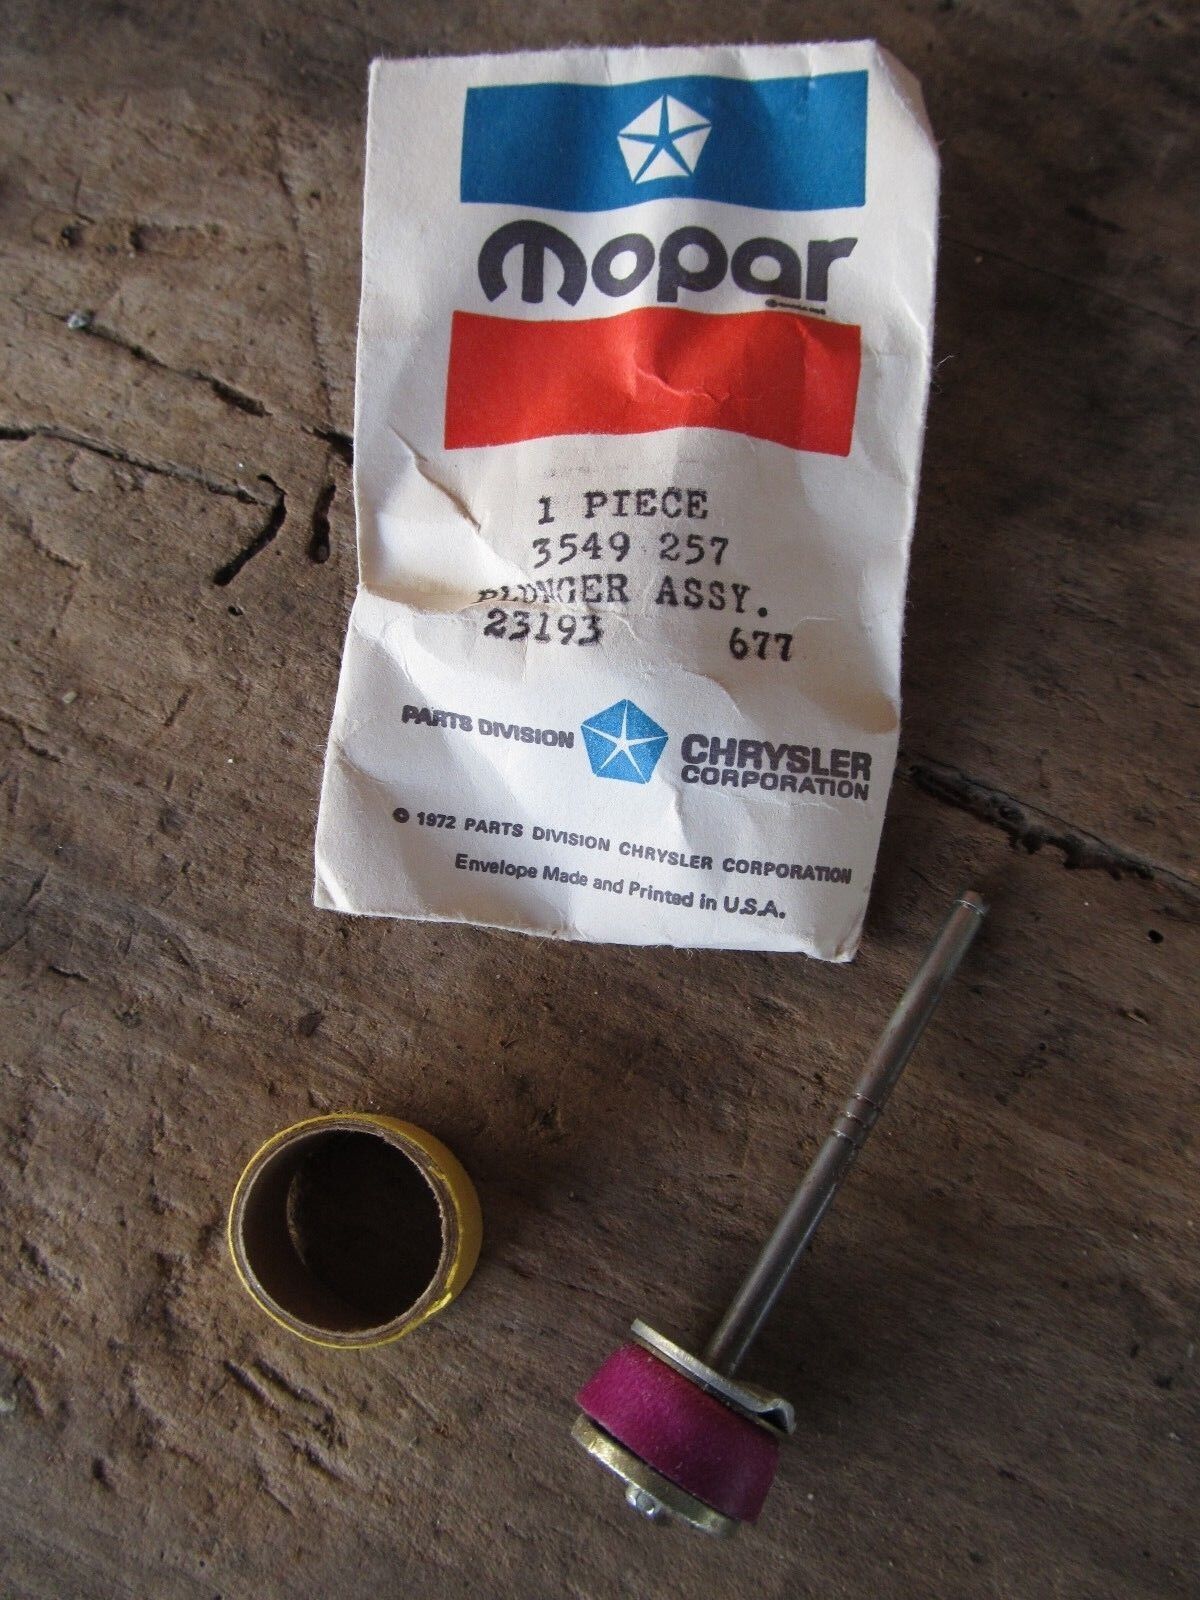 mopar
1 PIECE
3549 257
PLUNGER ASSY.
23193 677
PARTS DIVISION CHRYSLER
CORPORATION
© 1972 PARTS DIVISION CHRYSLER CORPORATION
Envelope Made and Printed in U.S.A.